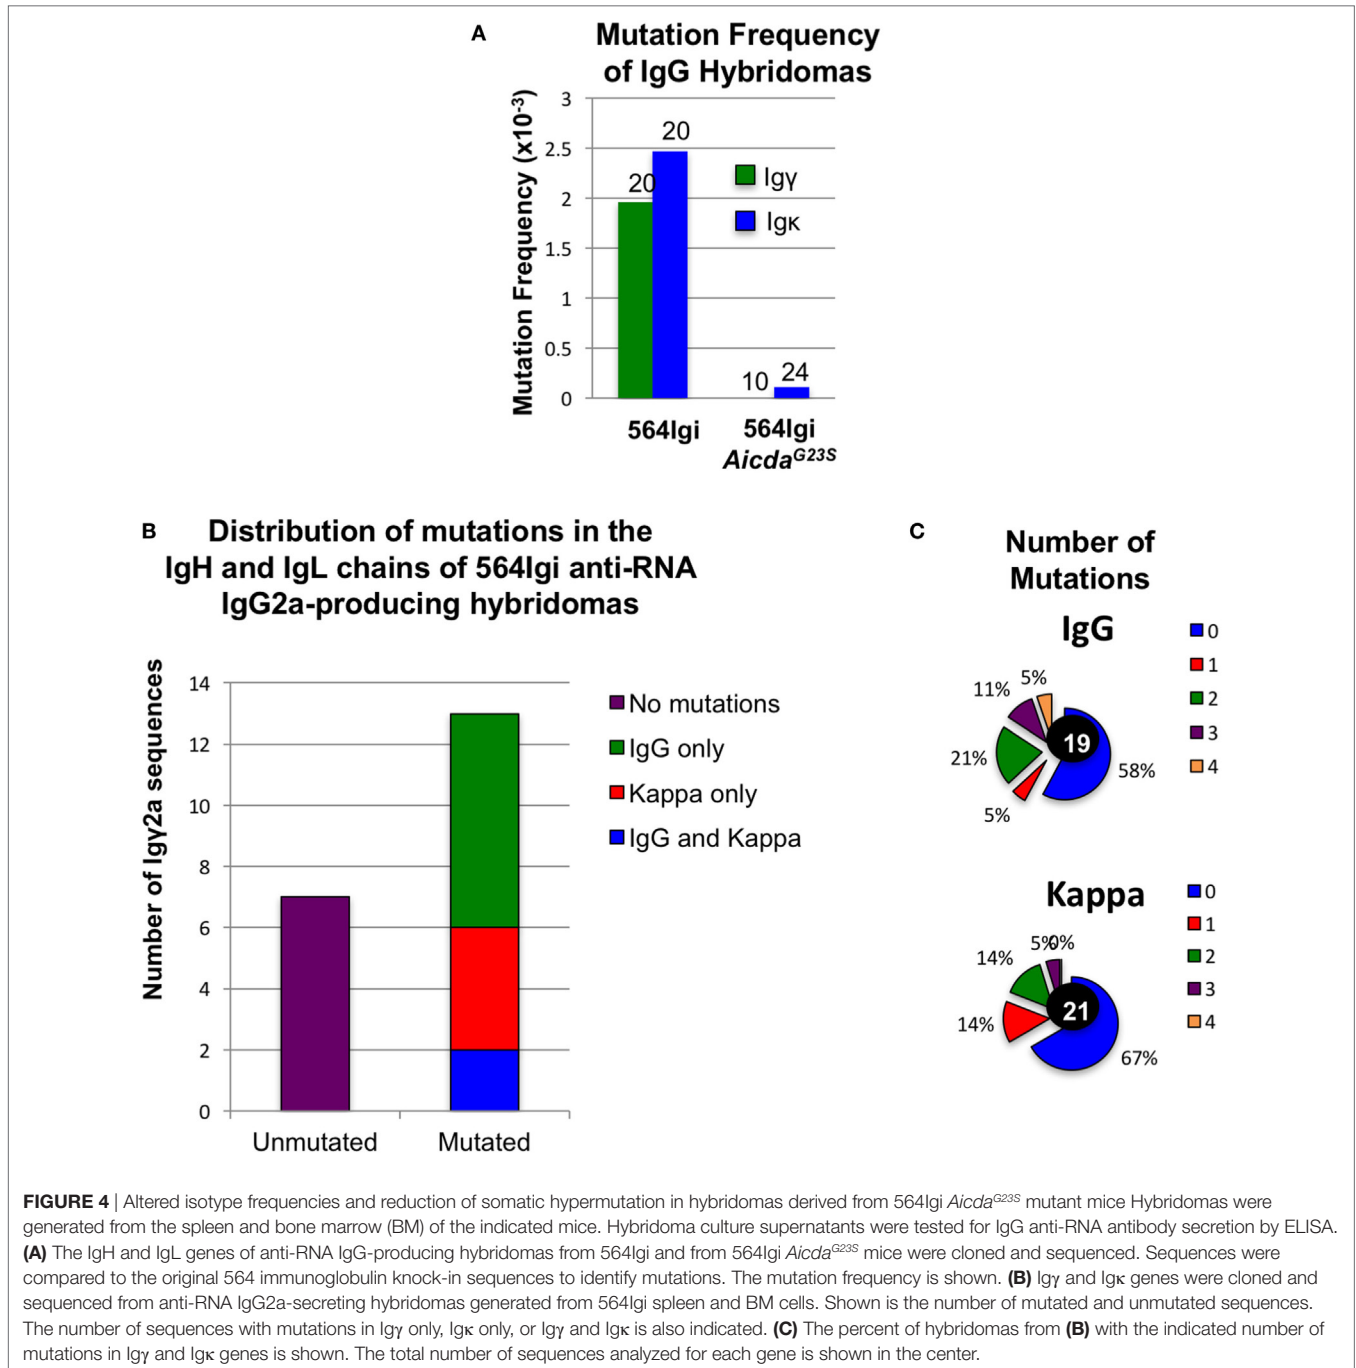 A
Mutation Frequency
of IgG Hybridomas
Mutation Frequency (x10-3)
3
2.5
2
1.5
1
0.5
0
20
20
10
24
Igγ
Igκ
564Igi
564Igi
AicdaG23S
B
Distribution of mutations in the
IgH and IgL chains of 564Igi anti-RNA
IgG2a-producing hybridomas
Number of Igγ2a sequences
14
12
10
8
6
4
2
0
Unmutated
Mutated
No mutations
IgG only
Kappa only
IgG and Kappa
C
Number of
Mutations
IgG
0
1
2
3
4
5%
11%
21%
5%
58%
19
Kappa
0
1
2
3
4
5%
0%
14%
14%
67%
21
FIGURE 4 | Altered isotype frequencies and reduction of somatic hypermutation in hybridomas derived from 564Igi AicdaG23S mutant mice Hybridomas were
generated from the spleen and bone marrow (BM) of the indicated mice. Hybridoma culture supernatants were tested for IgG anti-RNA antibody secretion by ELISA.
(A) The IgH and IgL genes of anti-RNA IgG-producing hybridomas from 564Igi and from 564Igi AicdaG23S mice were cloned and sequenced. Sequences were
compared to the original 564 immunoglobulin knock-in sequences to identify mutations. The mutation frequency is shown. (B) Igγ and Igκ genes were cloned and
sequenced from anti-RNA IgG2a-secreting hybridomas generated from 564Igi spleen and BM cells. Shown is the number of mutated and unmutated sequences.
The number of sequences with mutations in Igγ only, Igκ only, or Igγ and Igκ is also indicated. (C) The percent of hybridomas from (B) with the indicated number of
mutations in Igγ and Igκ genes is shown. The total number of sequences analyzed for each gene is shown in the center.